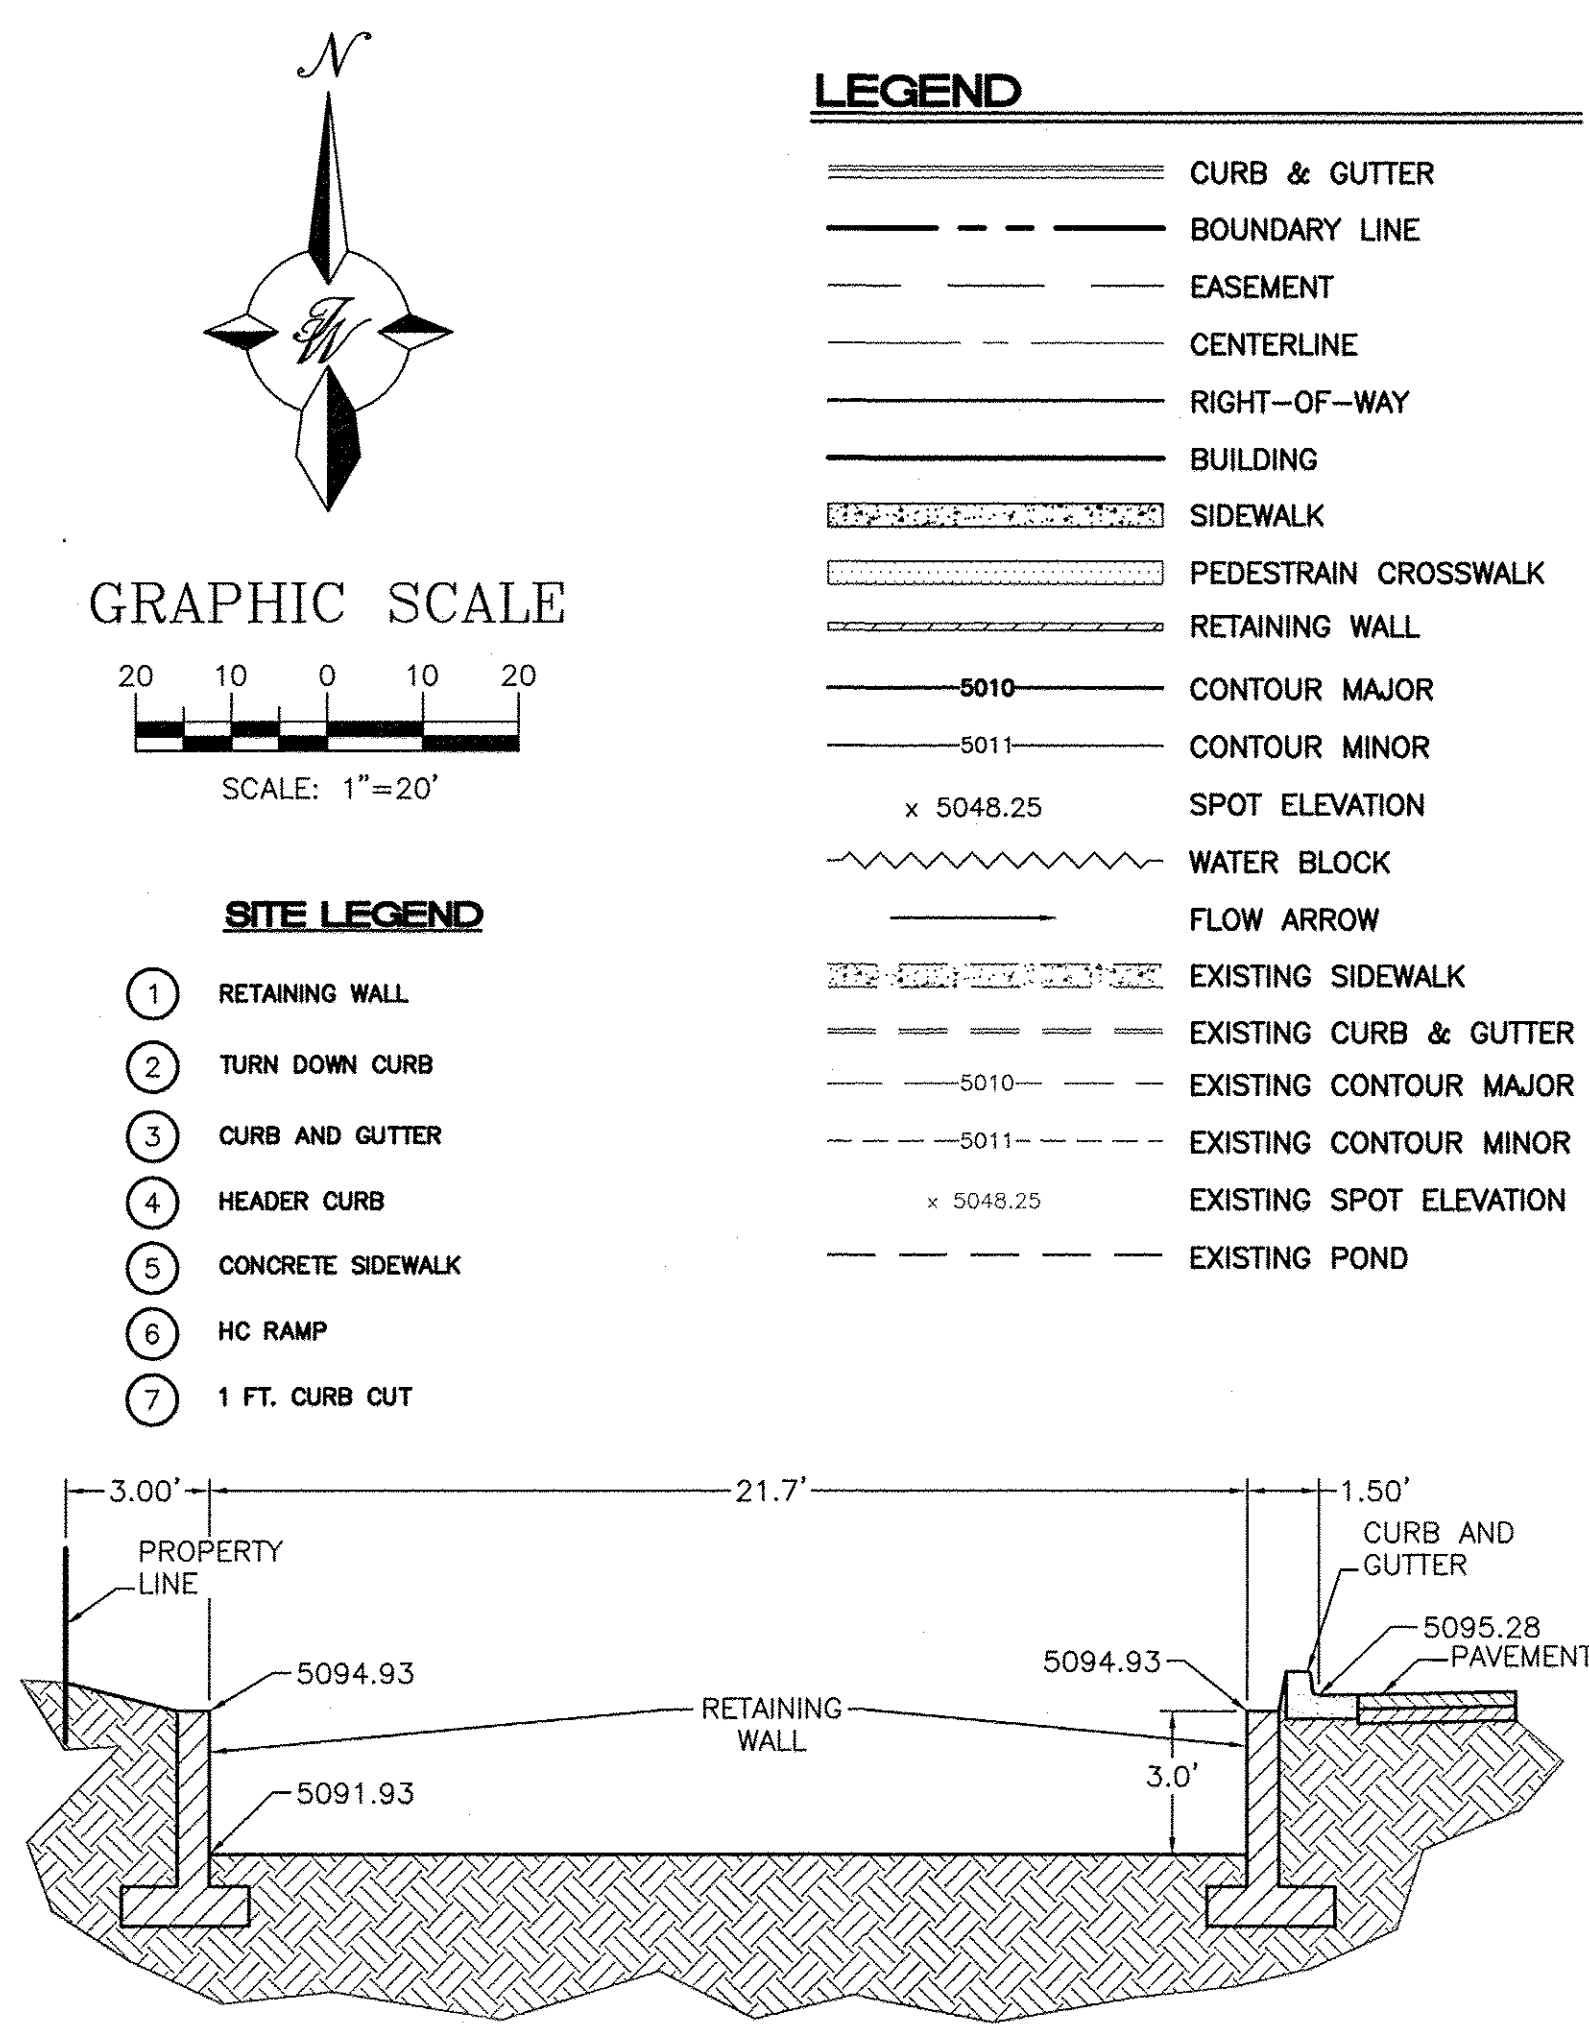 N
JW
GRAPHIC SCALE
20 10 0 10 20
SCALE: 1"=20'
SITE LEGEND
1 RETAINING WALL
2 TURN DOWN CURB
3 CURB AND GUTTER
4 HEADER CURB
5 CONCRETE SIDEWALK
6 HC RAMP
7 1 FT. CURB CUT
LEGEND
CURB & GUTTER
BOUNDARY LINE
EASEMENT
CENTERLINE
RIGHT-OF-WAY
BUILDING
SIDEWALK
PEDESTRAIN CROSSWALK
RETAINING WALL
5010 CONTOUR MAJOR
5011 CONTOUR MINOR
x 5048.25 SPOT ELEVATION
WATER BLOCK
FLOW ARROW
EXISTING SIDEWALK
EXISTING CURB & GUTTER
5010 EXISTING CONTOUR MAJOR
5011 EXISTING CONTOUR MINOR
x 5048.25 EXISTING SPOT ELEVATION
EXISTING POND
3.00' 21.7' 1.50'
PROPERTY
LINE
CURB AND
GUTTER
5094.93
5094.93
5095.28
PAVEMENT
RETAINING
WALL
3.0'
5091.93